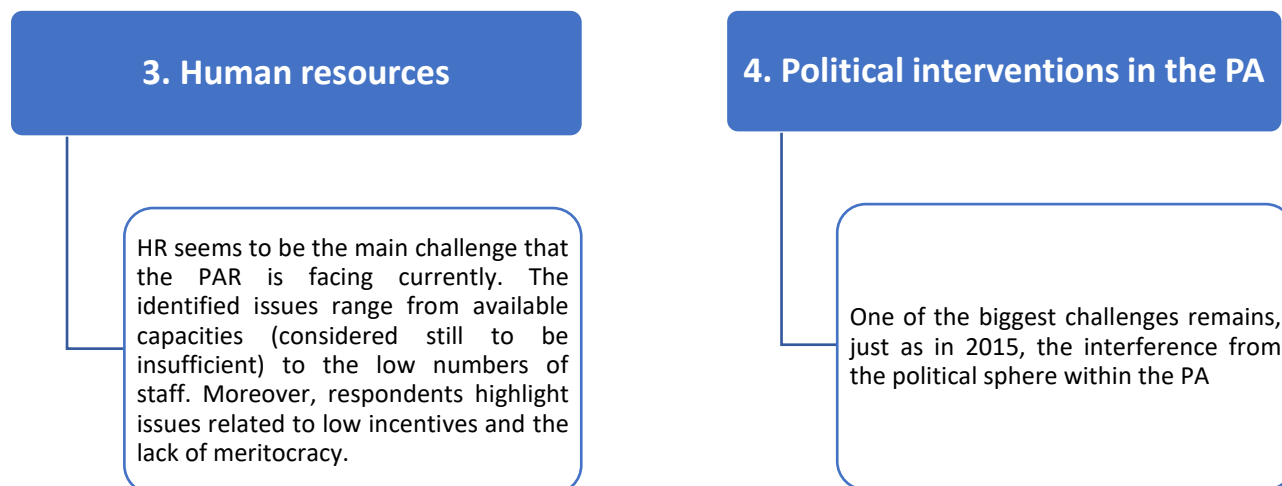 3. Human resources
HR seems to be the main challenge that
the PAR is facing currently. The
identified issues range from available
capacities (considered still to be
insufficient) to the low numbers of
staff. Moreover, respondents highlight
issues related to low incentives and the
lack of meritocracy.
4. Political interventions in the PA
One of the biggest challenges remains,
just as in 2015, the interference from
the political sphere within the PA